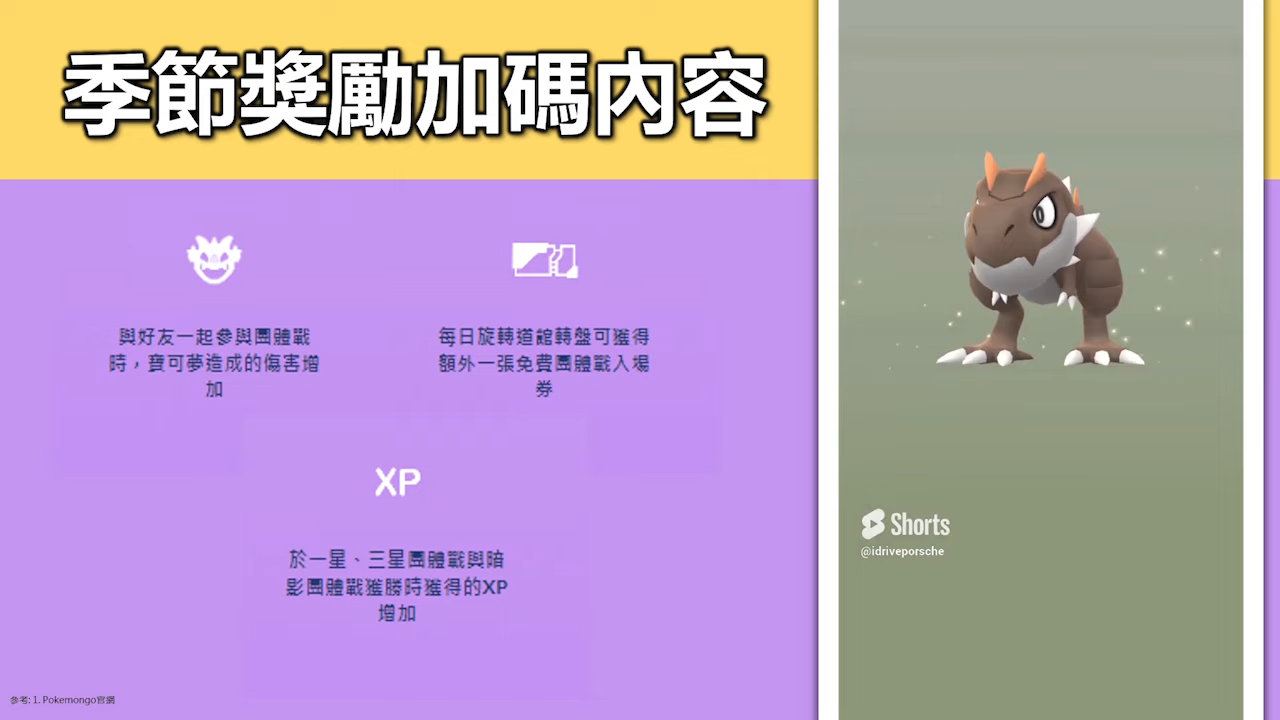 季節獎勵加碼內容
與好友一起參與團體戰
時，寶可夢造成的傷害增
加
每日旋轉道館轉盤可獲得
額外一張免費團體戰入場
券
XP
於一星、三星團體戰與暗
影團體戰獲勝時獲得的XP
增加
Shorts
@idriveporsche
參考: 1. Pokemongo官網